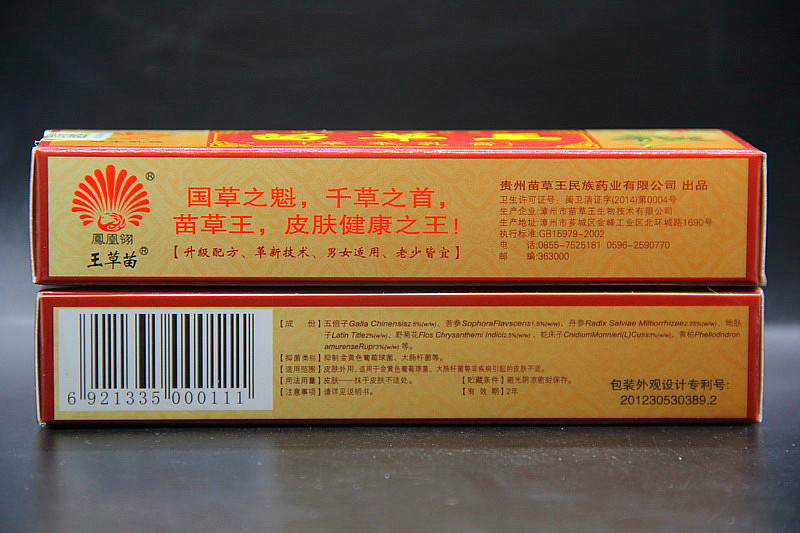 鳳凰翎®
王草苗®
国草之魁，千草之首，
苗草王，皮肤健康之王！
【升级配方、革新技术、男女适用、老少皆宜】
贵州苗草王民族药业有限公司 出品
卫生许可证号：闽卫清证字(2014)第0004号
生产企业:漳州市苗草王生物技术有限公司
生产地址:漳州市芗城区金峰工业区北环城路1690号
执行标准:GB15979-2002
电 话:0855-7525181 0596-2590770
邮 编:363000
【成 份】五倍子Galla Chinensis2.5%(w/w)、苦参SophoraFlavscens1.5%(w/w)、丹参Radix Salviae Miltiorrhizae2.25%(w/w)、地肤
子Latin Title2%(w/w)、野菊花Flos Chrysanthemi Indici2.5%(w/w)、蛇床子CnidiumMonnieri(L)Cuss3%(w/w)、黄柏Phellodndron
amurenseRupr3%(w/w)等。
【抑菌类别】抑制金黄色葡萄球菌、大肠杆菌等。
【适用范围】皮肤外用,适用于金黄色葡萄球菌、大肠杆菌等非疾病引起的皮肤不适。
【用法用量】皮肤——抹于皮肤不适处。 【贮藏条件】避光阴凉密封保存。
【注意事项】请详见说明书。 【有 效 期】2年
包装外观设计专利号:
201230530389.2
6 921335 000111